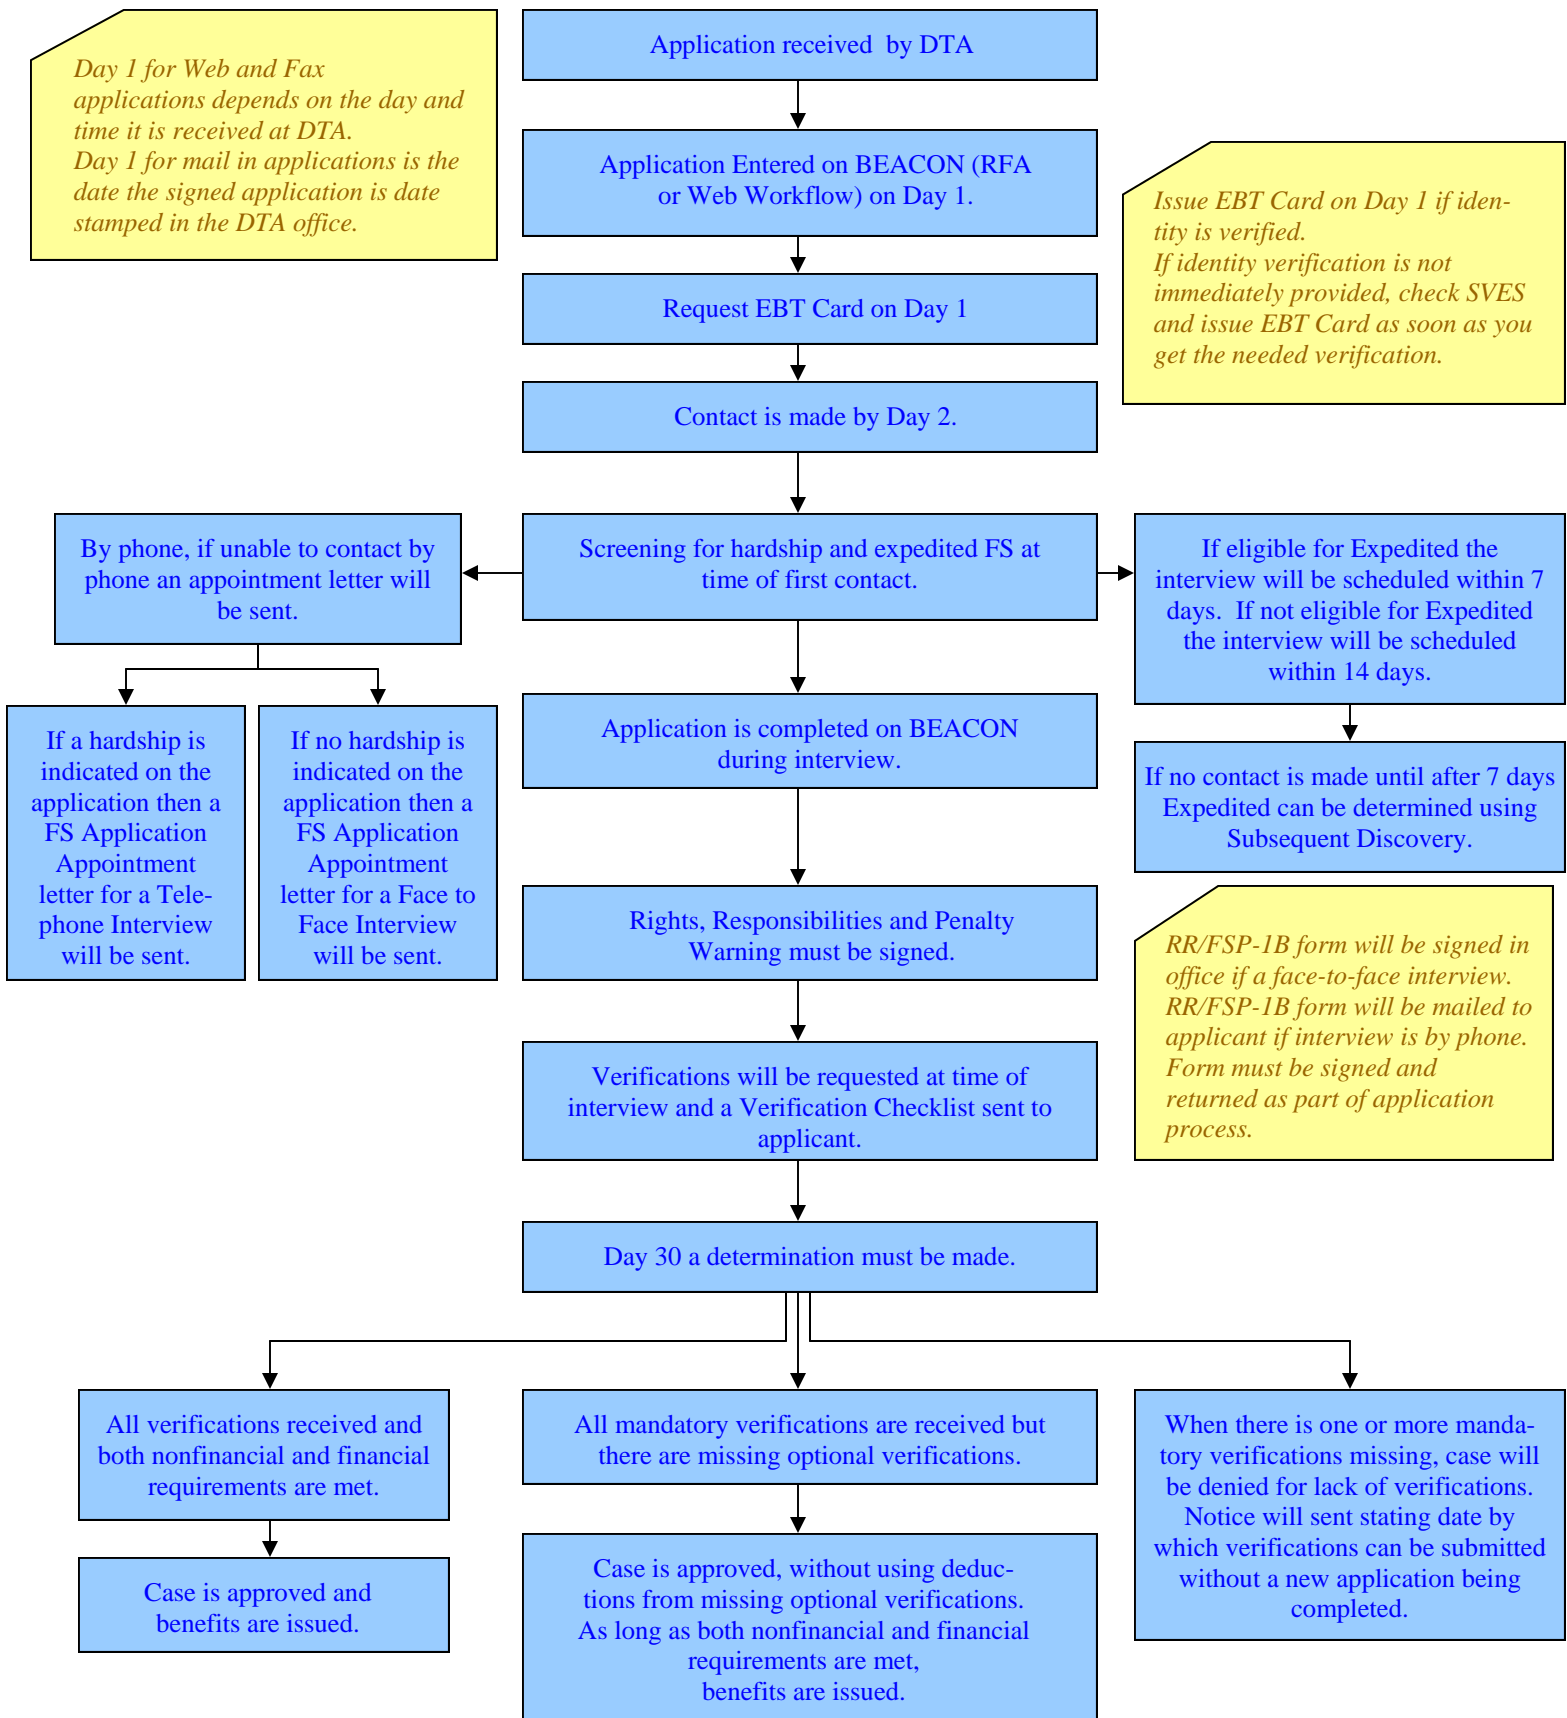 Application received  by DTA
Day 1 for Web and Fax
applications depends on the day and
time it is received at DTA.
Day 1 for mail in applications is the
date the signed application is date
stamped in the DTA office.
Application Entered on BEACON (RFA
or Web Workflow) on Day 1.
Issue EBT Card on Day 1 if iden-
tity is verified.
If identity verification is not
immediately provided, check SVES
and issue EBT Card as soon as you
get the needed verification.
Request EBT Card on Day 1
Contact is made by Day 2.
By phone, if unable to contact by
phone an appointment letter will
be sent.
Screening for hardship and expedited FS at
time of first contact.
If eligible for Expedited the
interview will be scheduled within 7
days.  If not eligible for Expedited
the interview will be scheduled
within 14 days.
If a hardship is
indicated on the
application then a
FS Application
Appointment
letter for a Tele-
phone Interview
will be sent.
If no hardship is
indicated on the
application then a
FS Application
Appointment
letter for a Face to
Face Interview
will be sent.
Application is completed on BEACON
during interview.
If no contact is made until after 7 days
Expedited can be determined using
Subsequent Discovery.
Rights, Responsibilities and Penalty
Warning must be signed.
RR/FSP-1B form will be signed in
office if a face-to-face interview.
RR/FSP-1B form will be mailed to
applicant if interview is by phone.
Form must be signed and
returned as part of application
process.
Verifications will be requested at time of
interview and a Verification Checklist sent to
applicant.
Day 30 a determination must be made.
All verifications received and
both nonfinancial and financial
requirements are met.
All mandatory verifications are received but
there are missing optional verifications.
When there is one or more manda-
tory verifications missing, case will
be denied for lack of verifications.
Notice will sent stating date by
which verifications can be submitted
without a new application being
completed.
Case is approved and
benefits are issued.
Case is approved, without using deduc-
tions from missing optional verifications.
As long as both nonfinancial and financial
requirements are met,
benefits are issued.